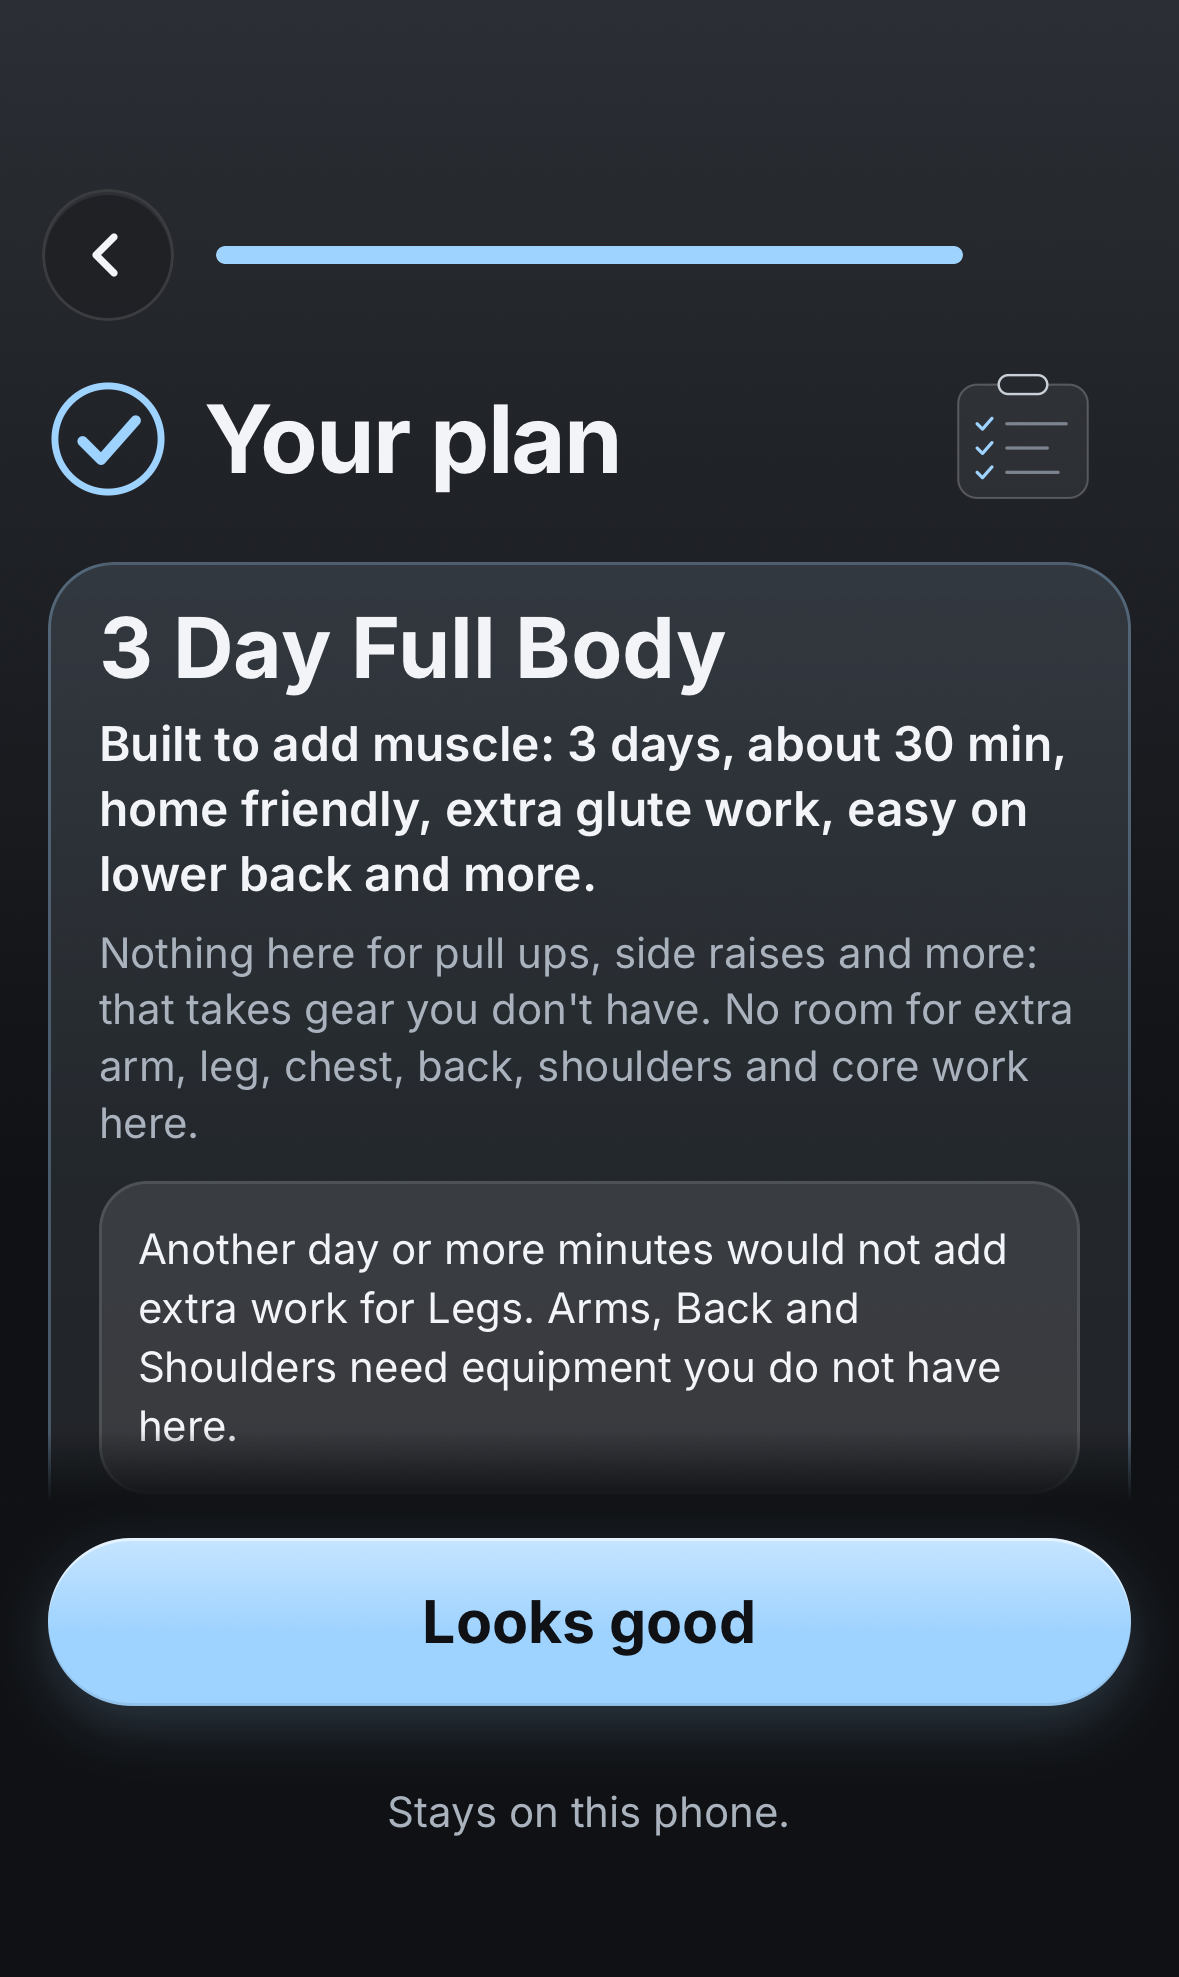 Your plan
3 Day Full Body
Built to add muscle: 3 days, about 30 min,
home friendly, extra glute work, easy on
lower back and more.
Nothing here for pull ups, side raises and more:
that takes gear you don't have. No room for extra
arm, leg, chest, back, shoulders and core work
here.
Another day or more minutes would not add
extra work for Legs. Arms, Back and
Shoulders need equipment you do not have
here.
Looks good
Stays on this phone.